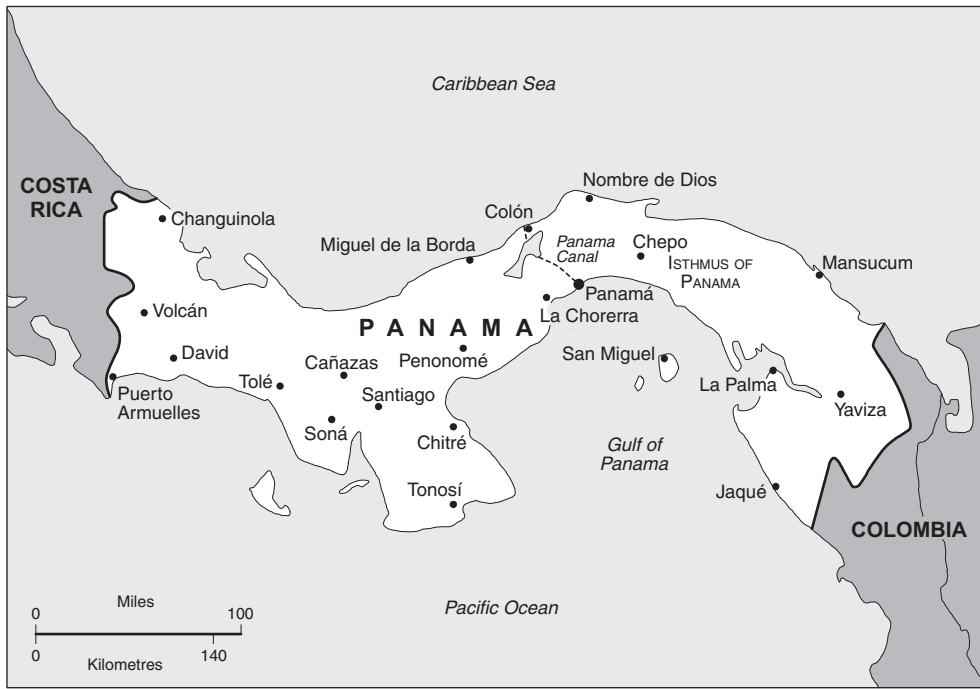 Caribbean Sea
COSTA
RICA
Nombre de Dios
Changuinola
Colón
Miguel de la Borda
Panama
Canal
Chepo
ISTHMUS OF
PANAMA
Mansucum
Volcán
Panamá
La Chorerra
PANAMA
David
Cañazas
Penonomé
San Miguel
Tolé
La Palma
Puerto
Armuelles
Santiago
Yaviza
Soná
Chitré
Gulf of
Panama
Tonosí
Jaqué
COLOMBIA
Pacific Ocean
0 Miles 100
0 Kilometres 140